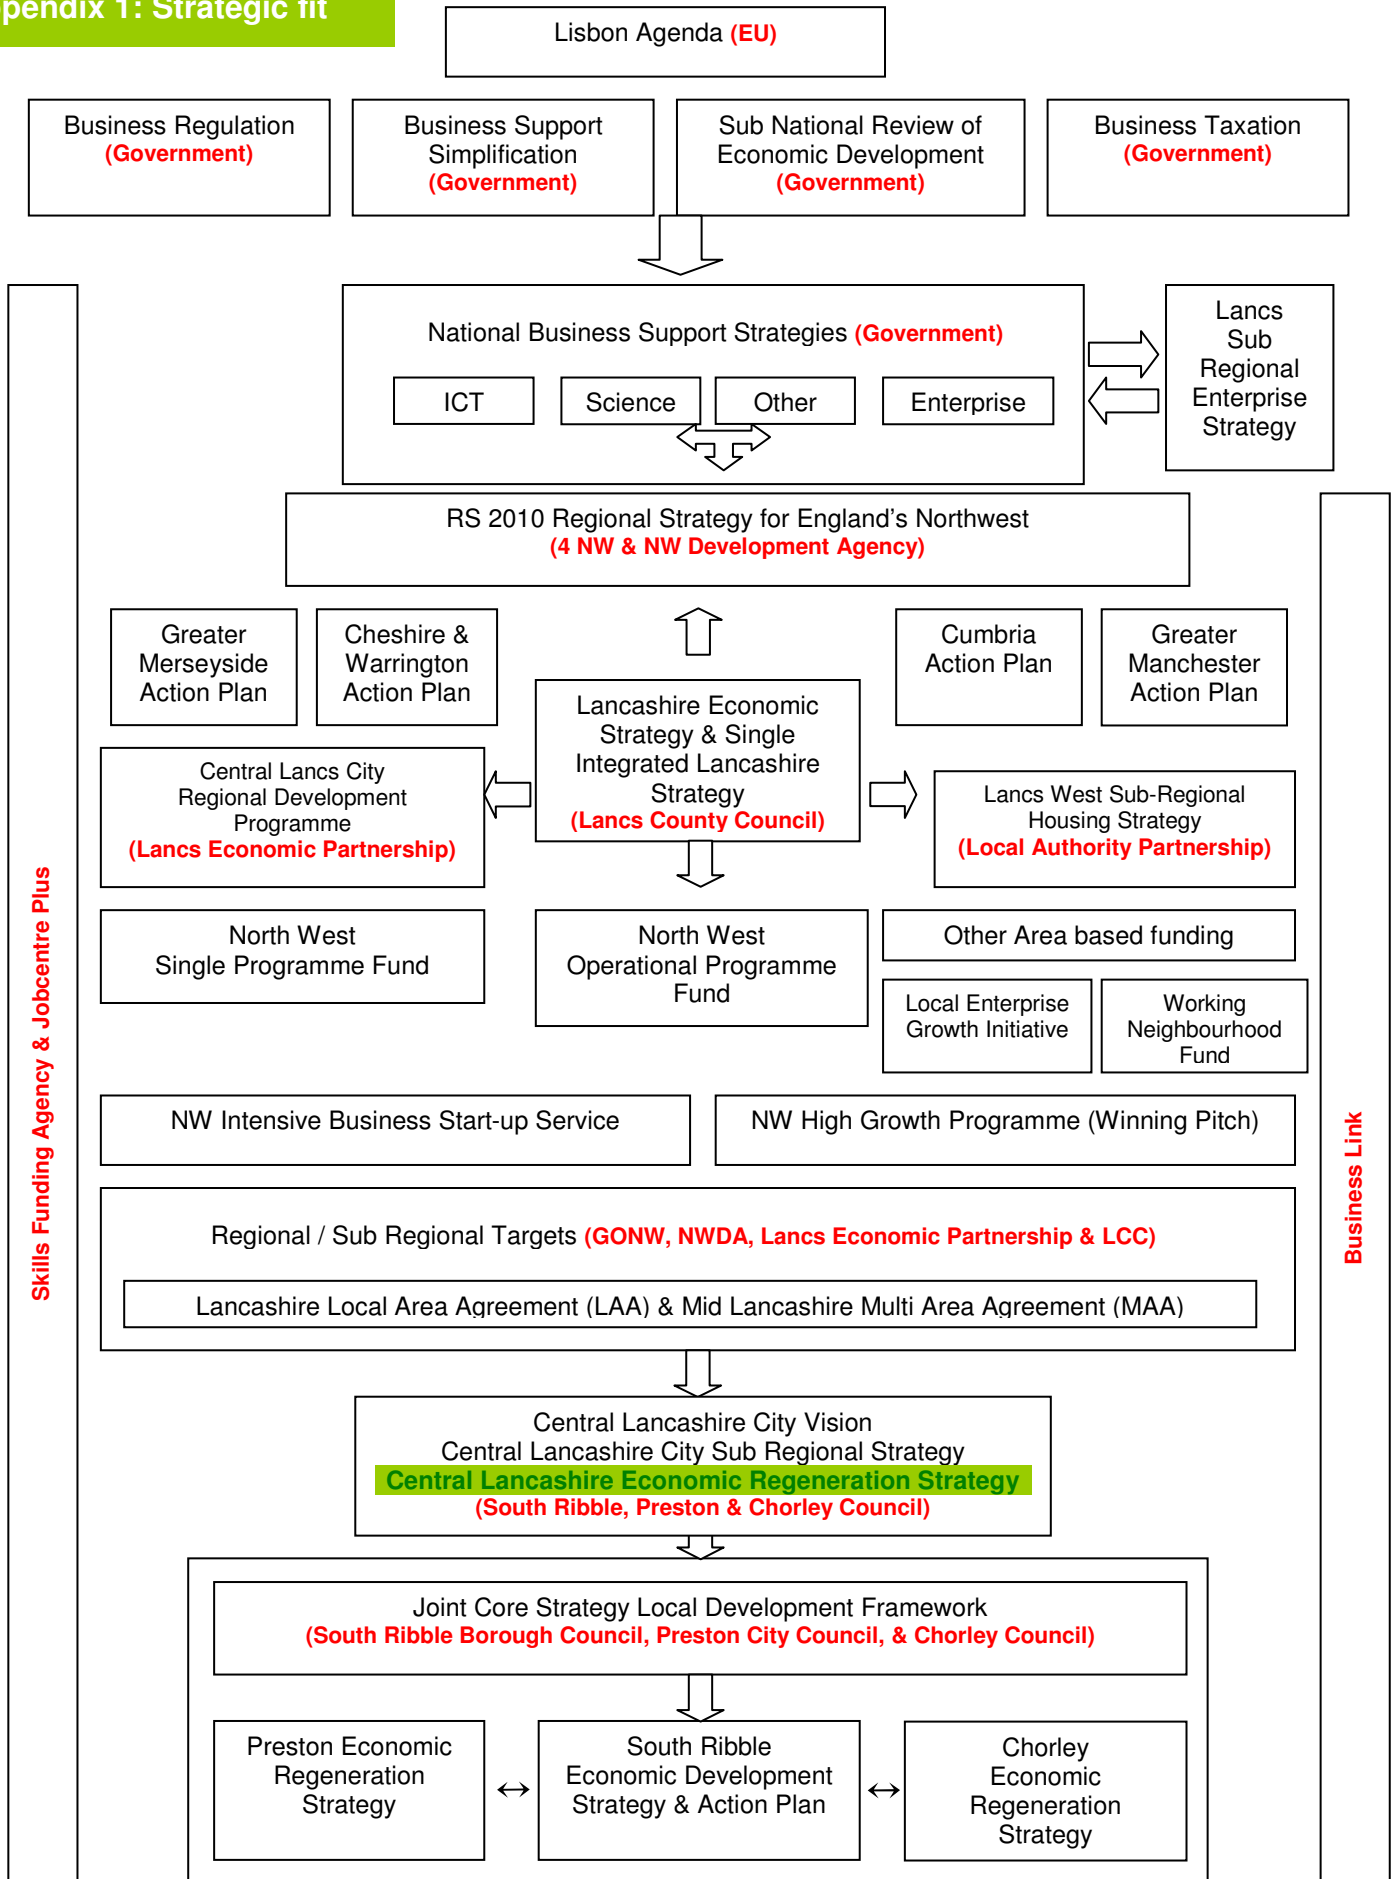 ppendix 1: Strategic fit
Lisbon Agenda (EU)
Business Regulation
(Government)
Business Support
Simplification
(Government)
Sub National Review of
Economic Development
(Government)
Business Taxation
(Government)
National Business Support Strategies (Government)
ICT
Science
Other
Enterprise
Lancs
Sub
Regional
Enterprise
Strategy
RS 2010 Regional Strategy for England's Northwest
(4 NW & NW Development Agency)
Greater
Merseyside
Action Plan
Cheshire &
Warrington
Action Plan
Cumbria
Action Plan
Greater
Manchester
Action Plan
Lancashire Economic
Strategy & Single
Integrated Lancashire
Strategy
(Lancs County Council)
Central Lancs City
Regional Development
Programme
(Lancs Economic Partnership)
Lancs West Sub-Regional
Housing Strategy
(Local Authority Partnership)
North West
Single Programme Fund
North West
Operational Programme
Fund
Other Area based funding
Local Enterprise
Growth Initiative
Working
Neighbourhood
Fund
NW Intensive Business Start-up Service
NW High Growth Programme (Winning Pitch)
Regional / Sub Regional Targets (GONW, NWDA, Lancs Economic Partnership & LCC)
Lancashire Local Area Agreement (LAA) & Mid Lancashire Multi Area Agreement (MAA)
Central Lancashire City Vision
Central Lancashire City Sub Regional Strategy
Central Lancashire Economic Regeneration Strategy
(South Ribble, Preston & Chorley Council)
Joint Core Strategy Local Development Framework
(South Ribble Borough Council, Preston City Council, & Chorley Council)
Preston Economic
Regeneration
Strategy
South Ribble
Economic Development
Strategy & Action Plan
Chorley
Economic
Regeneration
Strategy
Skills Funding Agency & Jobcentre Plus
Business Link